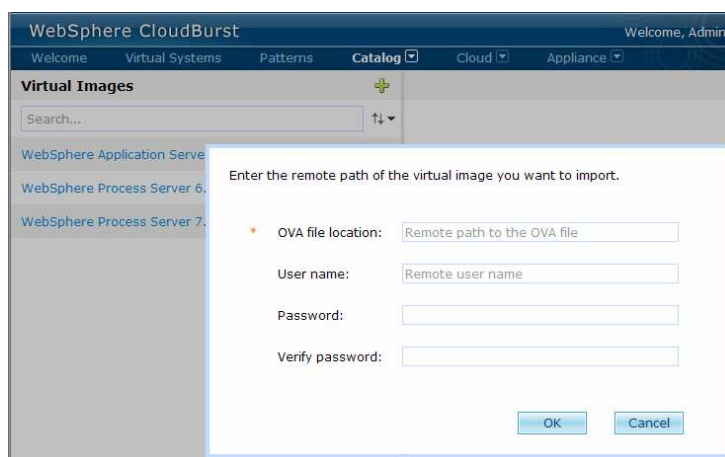 WebSphere CloudBurst
Welcome, Admin
Welcome Virtual Systems Patterns Catalog Cloud Appliance
Virtual Images
Search...
WebSphere Application Serve
WebSphere Process Server 6.
WebSphere Process Server 7.
Enter the remote path of the virtual image you want to import.
* OVA file location: Remote path to the OVA file
User name: Remote user name
Password:
Verify password:
OK Cancel